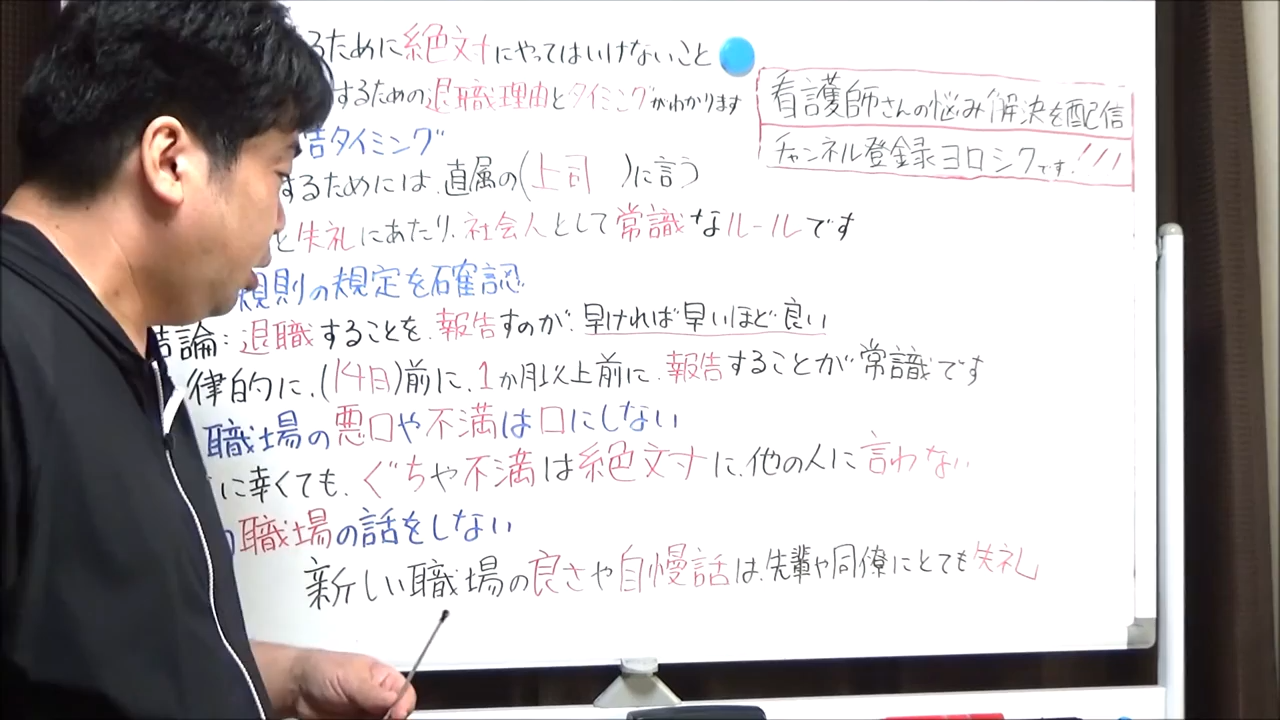 るために絶対にやってはいけないこと
するための退職理由とタイミングがわかります
看護師さんの悩み解決を配信
チャンネル登録ヨロシクです!!!
告タイミング
するためには、直属の(上司 )に言う
と失礼にあたり、社会人として常識なルールです
規則の規定を確認
結論:退職することを、報告するのが、早ければ早いほど良い
律的に、(14日)前に、1か月以上前に、報告することが常識です
職場の悪口や不満は口にしない
に辛くても、ぐちや不満は絶対に、他の人に言わない
職場の話をしない
新しい職場の良さや自慢話は、先輩や同僚にとても失礼